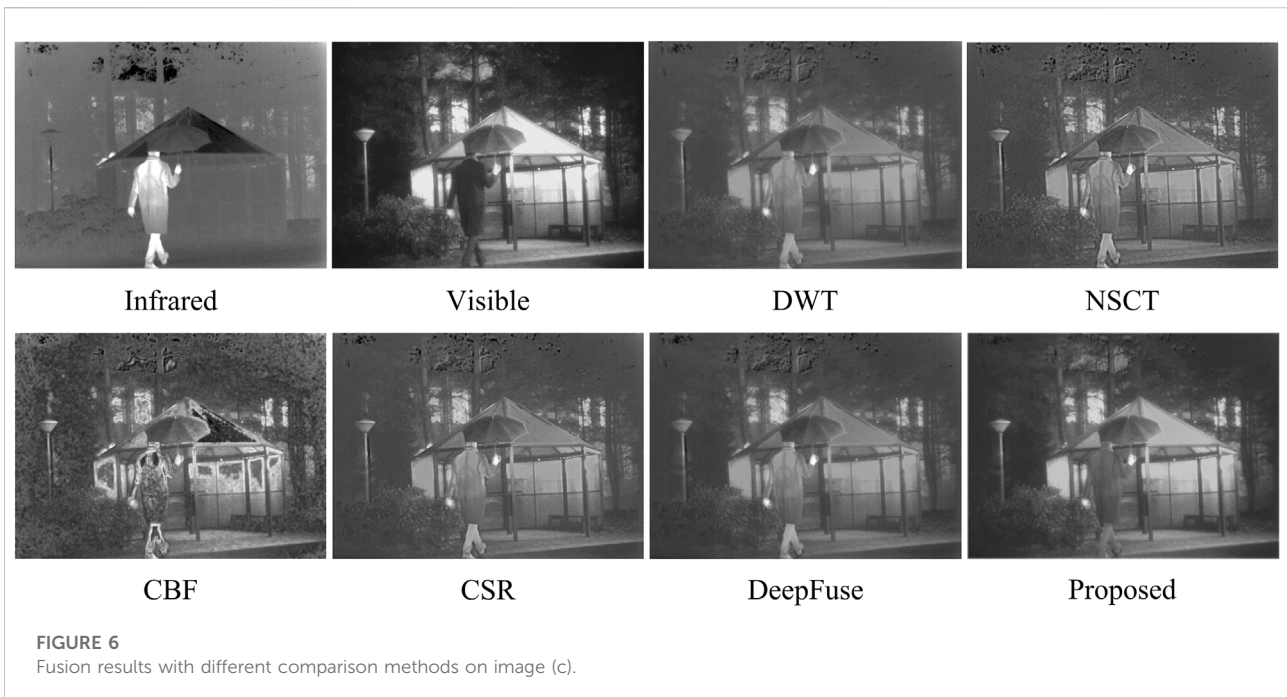 Infrared Visible DWT NSCT
CBF CSR DeepFuse Proposed
FIGURE 6
Fusion results with different comparison methods on image (c).